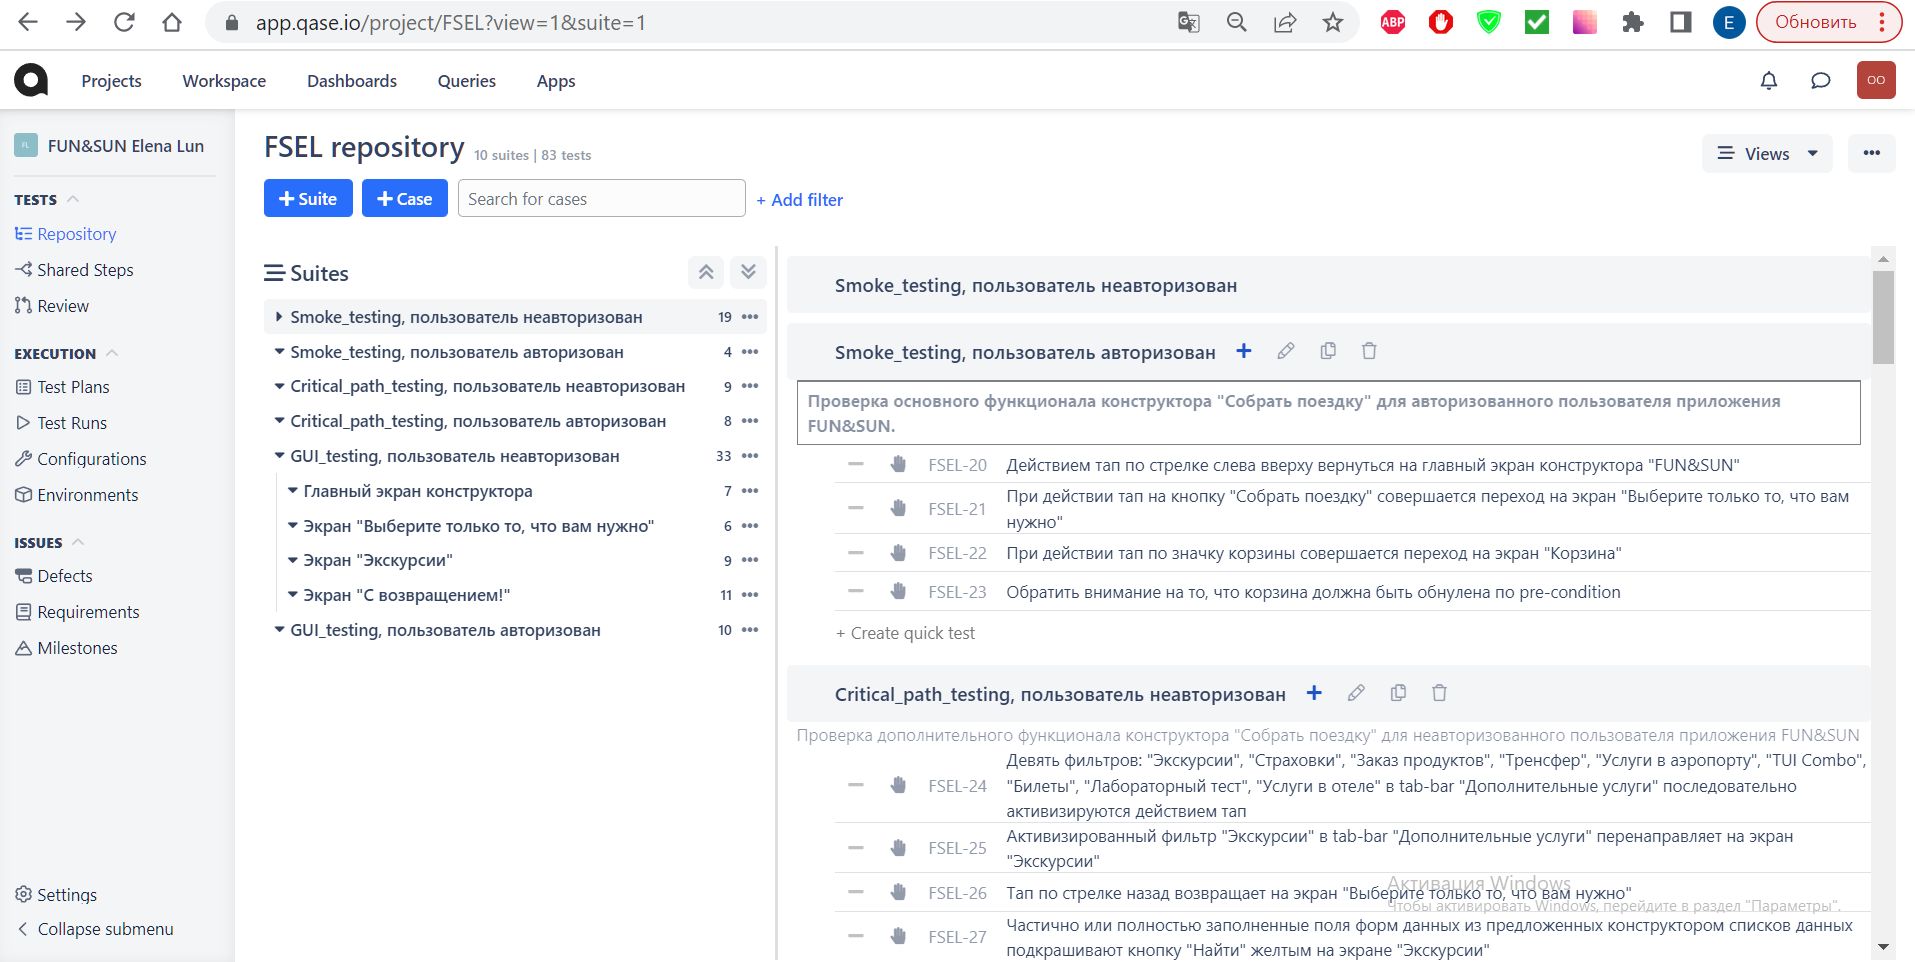 app.qase.io/project/FSEL?view=1&suite=1
ABP
E
Обновить
Projects
Workspace
Dashboards
Queries
Apps
OO
FL
FUN&SUN Elena Lun
TESTS
Repository
Shared Steps
Review
EXECUTION
Test Plans
Test Runs
Configurations
Environments
ISSUES
Defects
Requirements
Milestones
Settings
Collapse submenu
FSEL repository 10 suites | 83 tests
Views
+ Suite
+ Case
Search for cases
+ Add filter
Suites
Smoke_testing, пользователь неавторизован 19
Smoke_testing, пользователь авторизован 4
Critical_path_testing, пользователь неавторизован 9
Critical_path_testing, пользователь авторизован 8
GUI_testing, пользователь неавторизован 33
Главный экран конструктора 7
Экран "Выберите только то, что вам нужно" 6
Экран "Экскурсии" 9
Экран "С возвращением!" 11
GUI_testing, пользователь авторизован 10
Smoke_testing, пользователь неавторизован
Smoke_testing, пользователь авторизован
Проверка основного функционала конструктора "Собрать поездку" для авторизованного пользователя приложения
FUN&SUN.
FSEL-20 Действием тап по стрелке слева вверху вернуться на главный экран конструктора "FUN&SUN"
FSEL-21 При действии тап на кнопку "Собрать поездку" совершается переход на экран "Выберите только то, что вам
нужно"
FSEL-22 При действии тап по значку корзины совершается переход на экран "Корзина"
FSEL-23 Обратить внимание на то, что корзина должна быть обнулена по pre-condition
+ Create quick test
Critical_path_testing, пользователь неавторизован
Проверка дополнительного функционала конструктора "Собрать поездку" для неавторизованного пользователя приложения FUN&SUN
FSEL-24 Девять фильтров: "Экскурсии", "Страховки", "Заказ продуктов", "Тренсфер", "Услуги в аэропорту", "TUI Combo",
"Билеты", "Лабораторный тест", "Услуги в отеле" в tab-bar "Дополнительные услуги" последовательно
активизируются действием тап
FSEL-25 Активизированный фильтр "Экскурсии" в tab-bar "Дополнительные услуги" перенаправляет на экран
"Экскурсии"
FSEL-26 Тап по стрелке назад возвращает на экран "Выберите только то, что вам нужно"
Активация Windows
Чтобы активировать Windows, перейдите в раздел "Параметры".
FSEL-27 Частично или полностью заполненные поля форм данных из предложенных конструктором списков данных
подкрашивают кнопку "Найти" желтым на экране "Экскурсии"